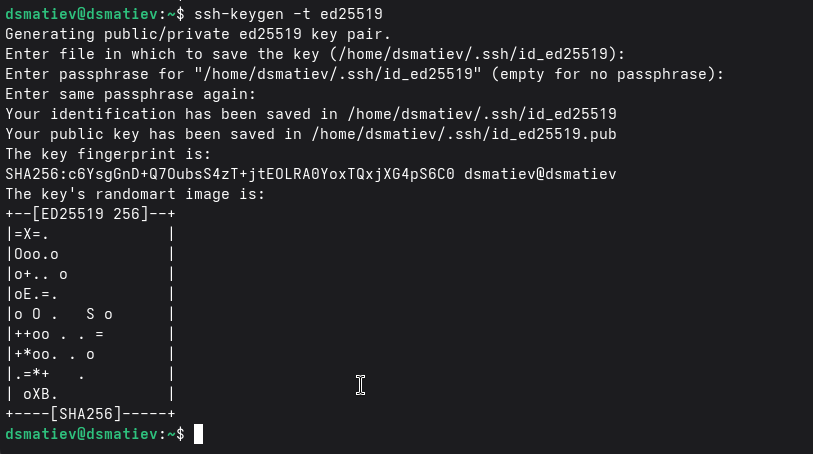 dsmatiev@dsmatiev:~$ ssh-keygen -t ed25519
Generating public/private ed25519 key pair.
Enter file in which to save the key (/home/dsmatiev/.ssh/id_ed25519):
Enter passphrase for "/home/dsmatiev/.ssh/id_ed25519" (empty for no passphrase):
Enter same passphrase again:
Your identification has been saved in /home/dsmatiev/.ssh/id_ed25519
Your public key has been saved in /home/dsmatiev/.ssh/id_ed25519.pub
The key fingerprint is:
SHA256:c6YsgGnD+Q7OubsS4zT+jtEOLRA0YoxTQxjXG4pS6C0 dsmatiev@dsmatiev
The key's randomart image is:
+--[ED25519 256]--+
|=X=.             |
|Ooo.o            |
|o+.. o           |
|oE.=.            |
|o O .   S o      |
|++oo . . =       |
|+*oo. . o        |
|.=*+   .         |
| oXB.            |
+----[SHA256]-----+
dsmatiev@dsmatiev:~$